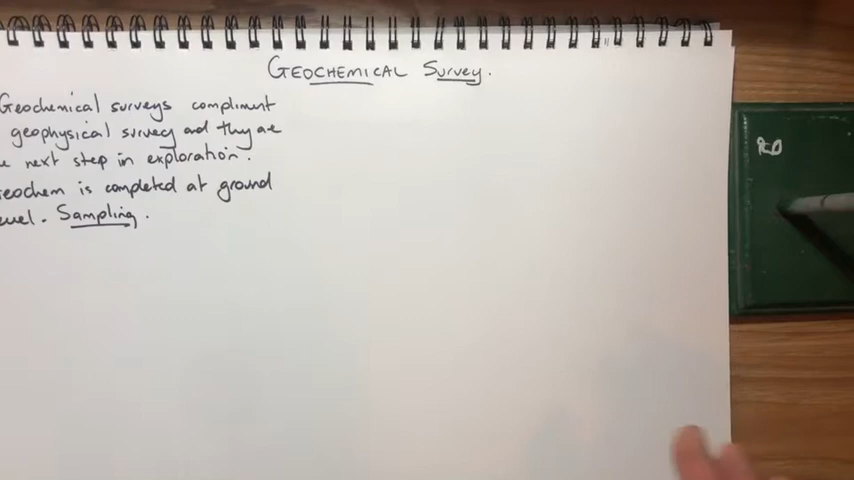 GEOCHEMICAL SURVEY.
Geochemical surveys compliment
geophysical survey and they are
next step in exploration.
eochem is completed at ground
Sampling.